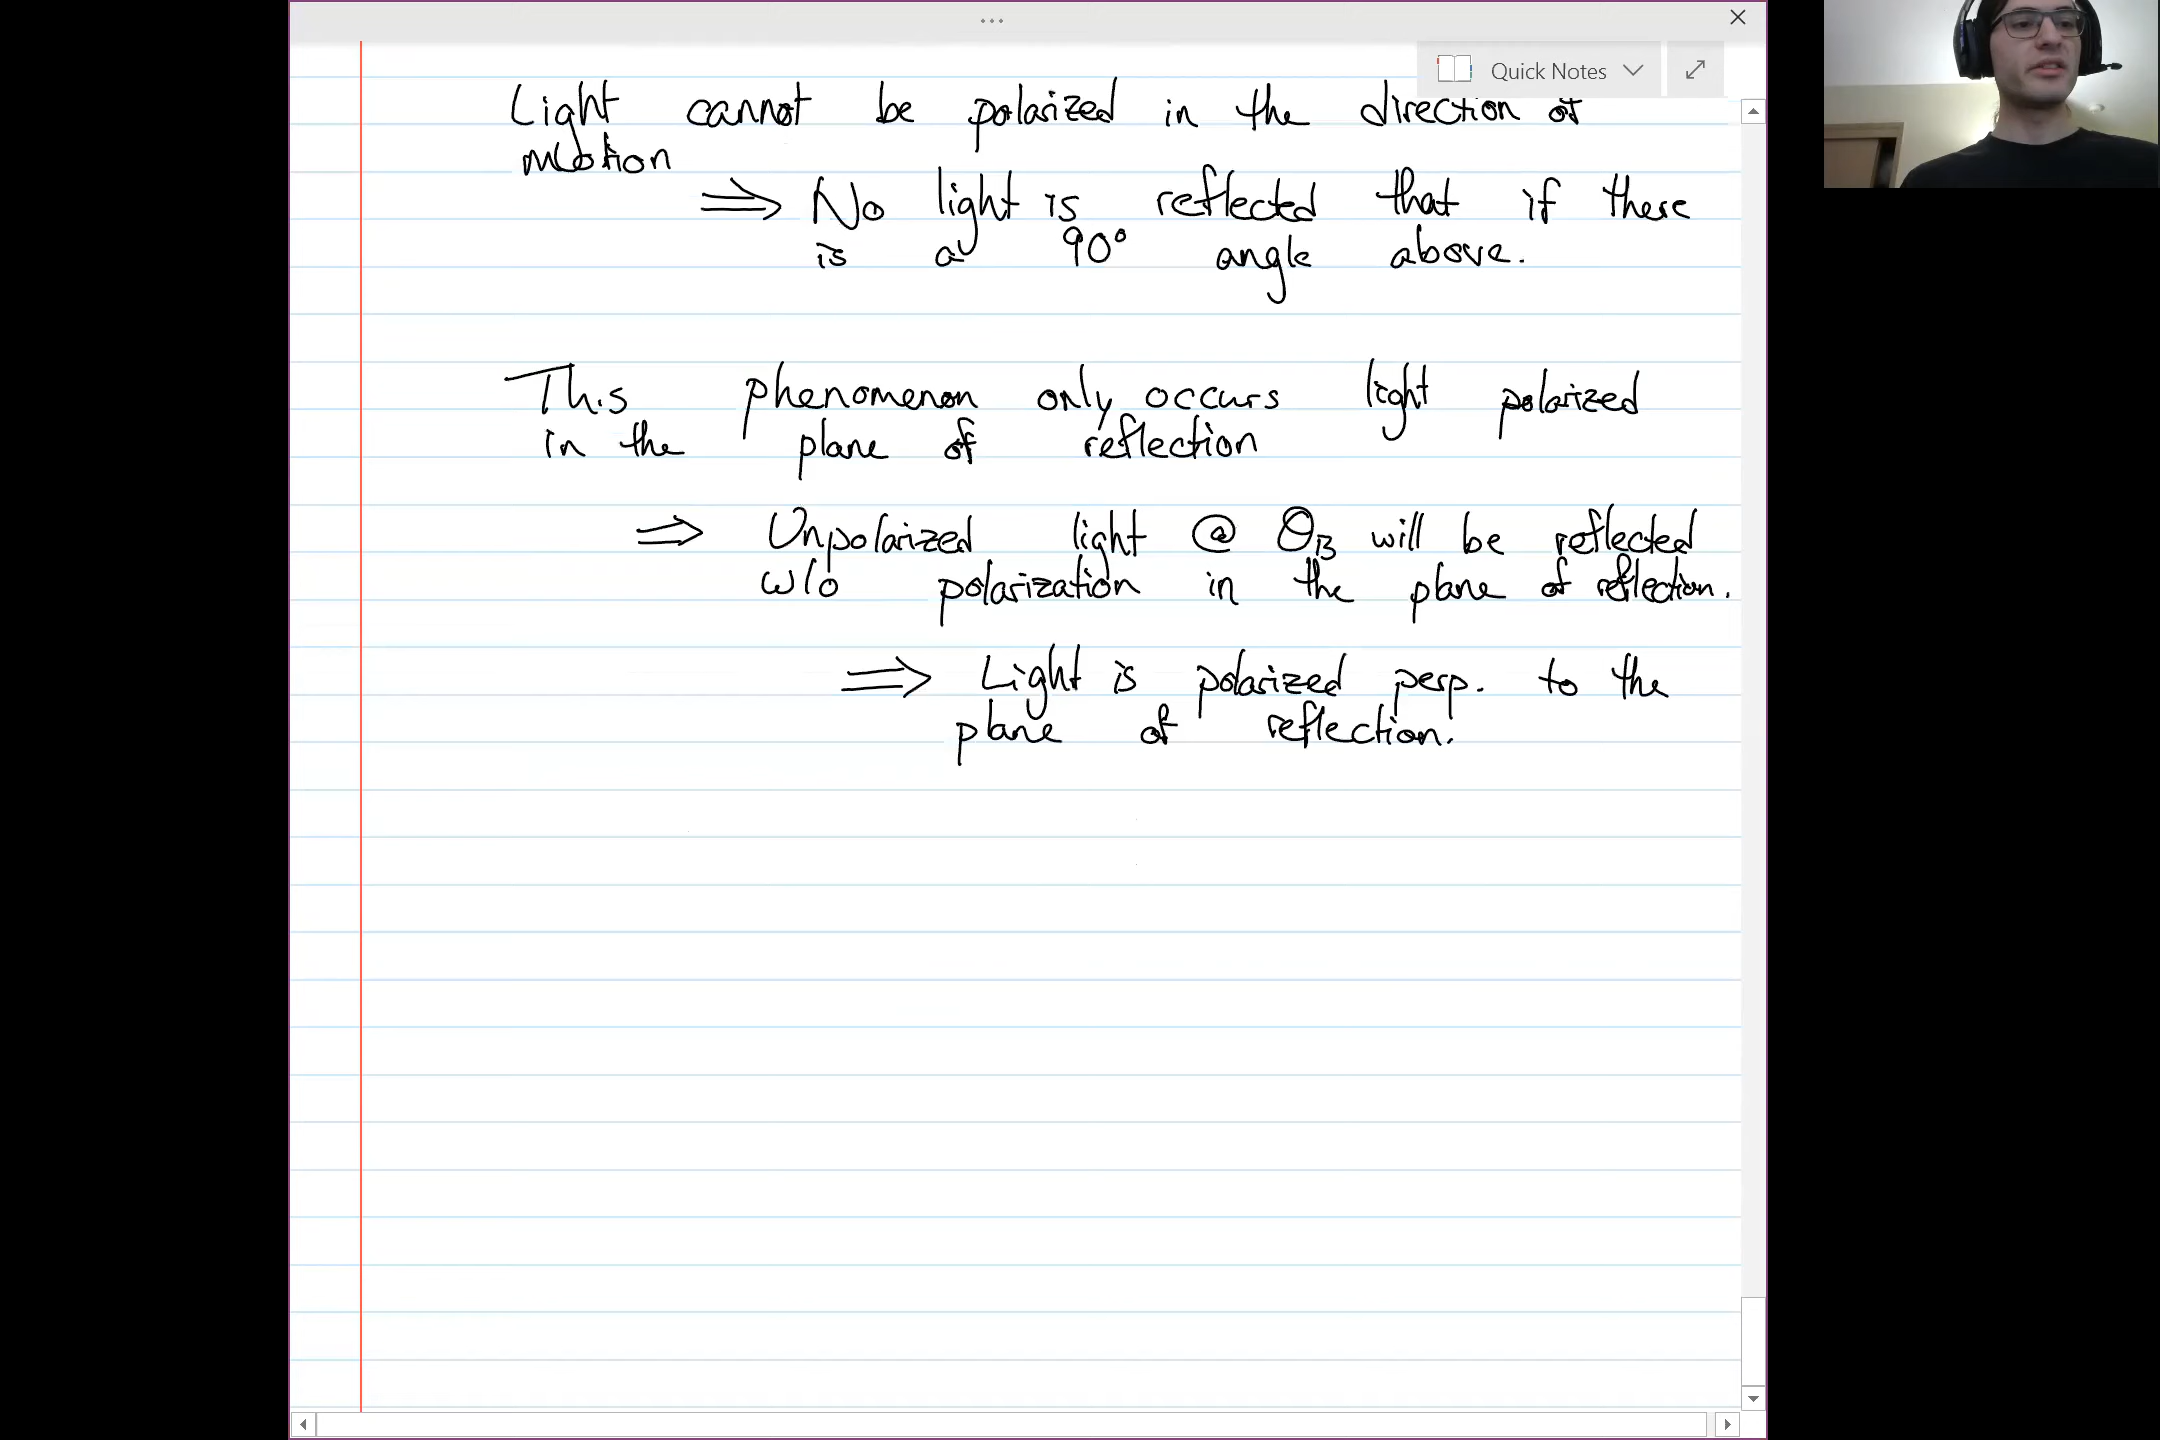 Quick Notes
Light cannot be polarized in the direction of
motion
⇒ No light is reflected that if there
is a 90° angle above.
This phenomenon only occurs light polarized
in the plane of reflection
⇒ Unpolarized light @ θB will be reflected
w/o polarization in the plane of reflection.
⇒ Light is polarized perp. to the
plane of reflection.